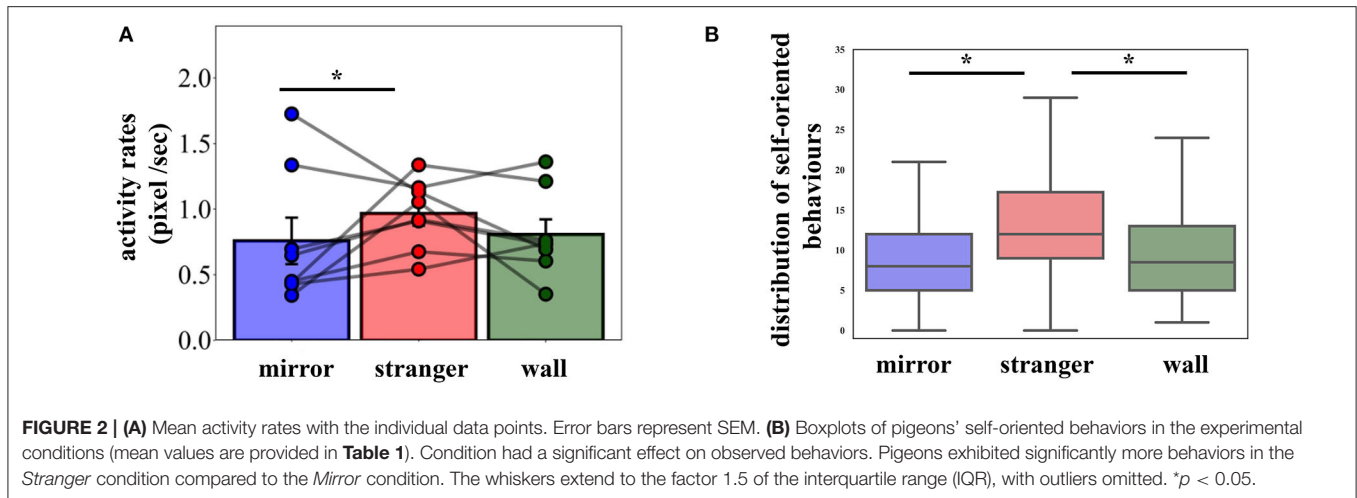 A
activity rates
(pixel /sec)
2.0
1.5
1.0
0.5
0.0
*
mirror
stranger
wall
B
distribution of self-oriented
behaviours
35
30
25
20
15
10
5
0
*
*
mirror
stranger
wall
FIGURE 2 | (A) Mean activity rates with the individual data points. Error bars represent SEM. (B) Boxplots of pigeons' self-oriented behaviors in the experimental
conditions (mean values are provided in Table 1). Condition had a significant effect on observed behaviors. Pigeons exhibited significantly more behaviors in the
Stranger condition compared to the Mirror condition. The whiskers extend to the factor 1.5 of the interquartile range (IQR), with outliers omitted. *p < 0.05.